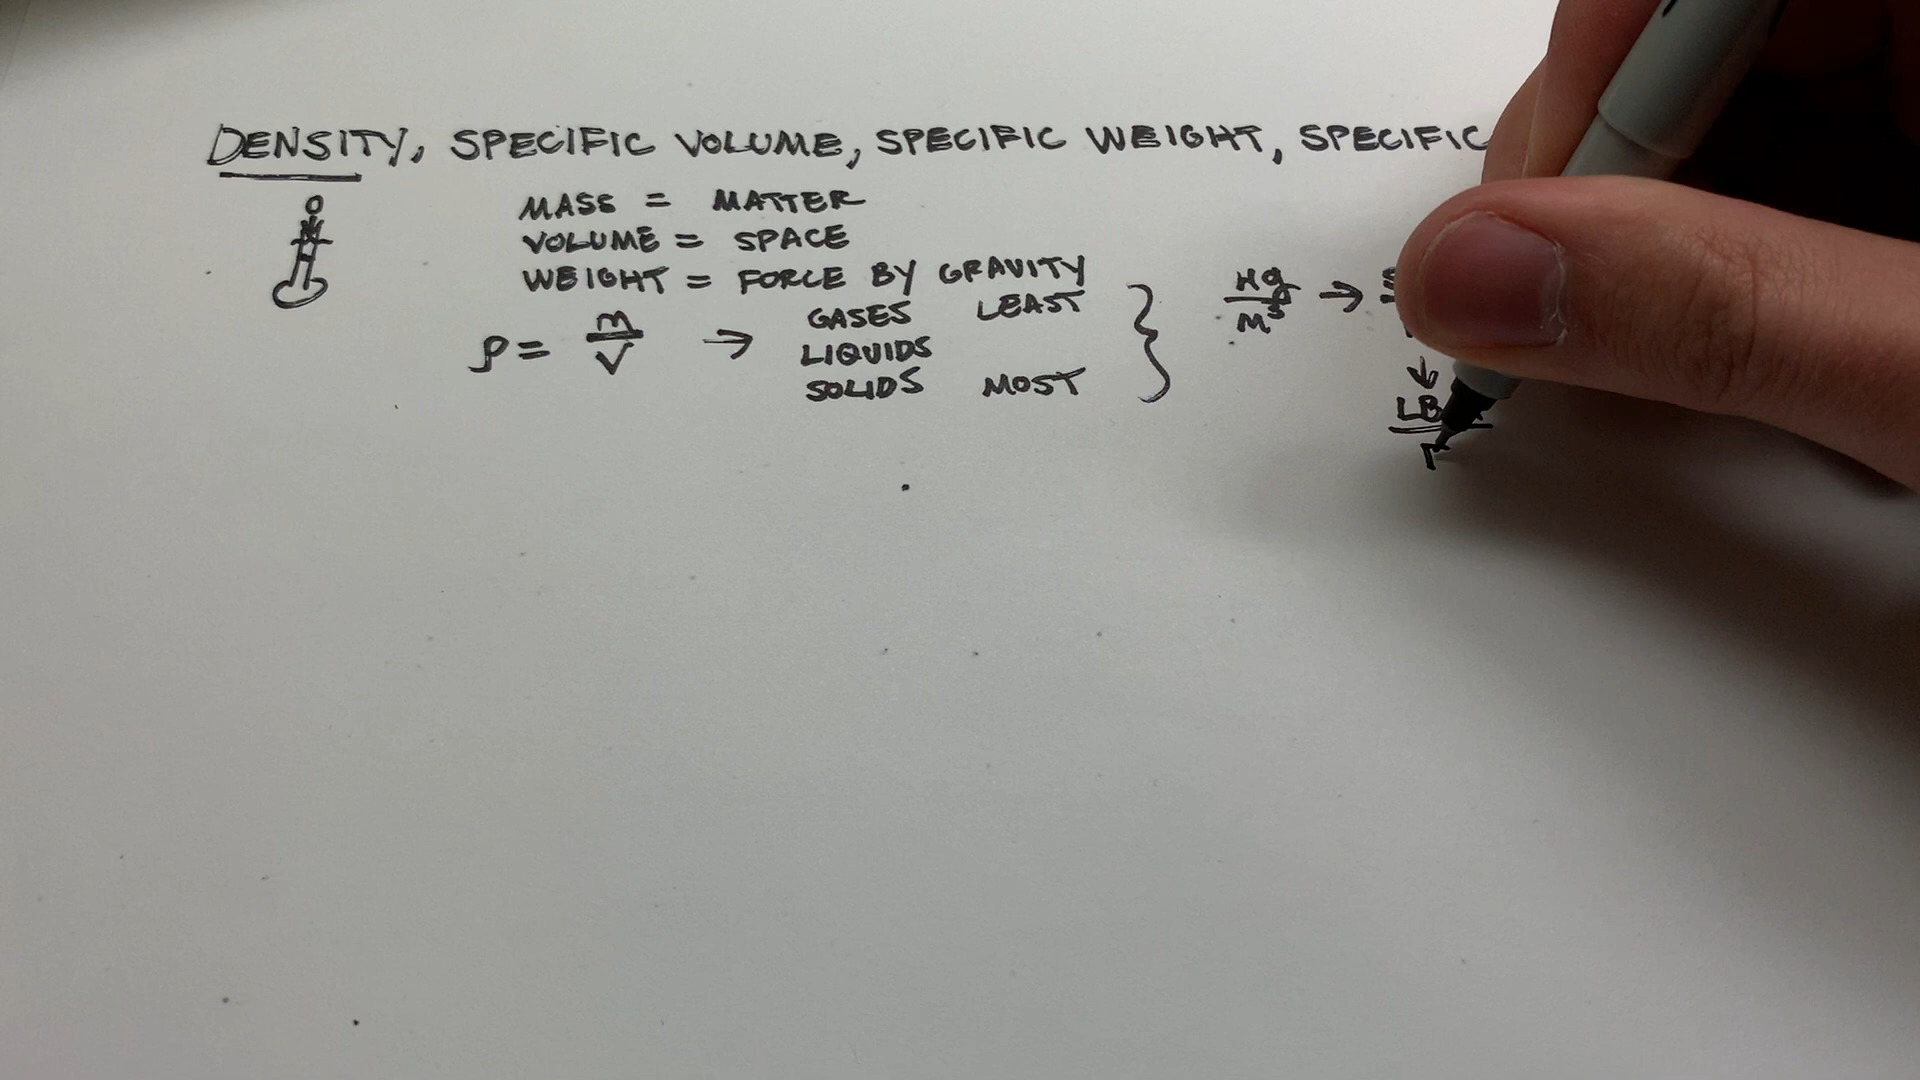 DENSITY, SPECIFIC VOLUME, SPECIFIC WEIGHT, SPECIFIC
MASS = MATTER
VOLUME = SPACE
WEIGHT = FORCE BY GRAVITY
ρ = m/V → GASES LEAST
LIQUIDS
SOLIDS MOST
} Kg/m³ →
↓
LB